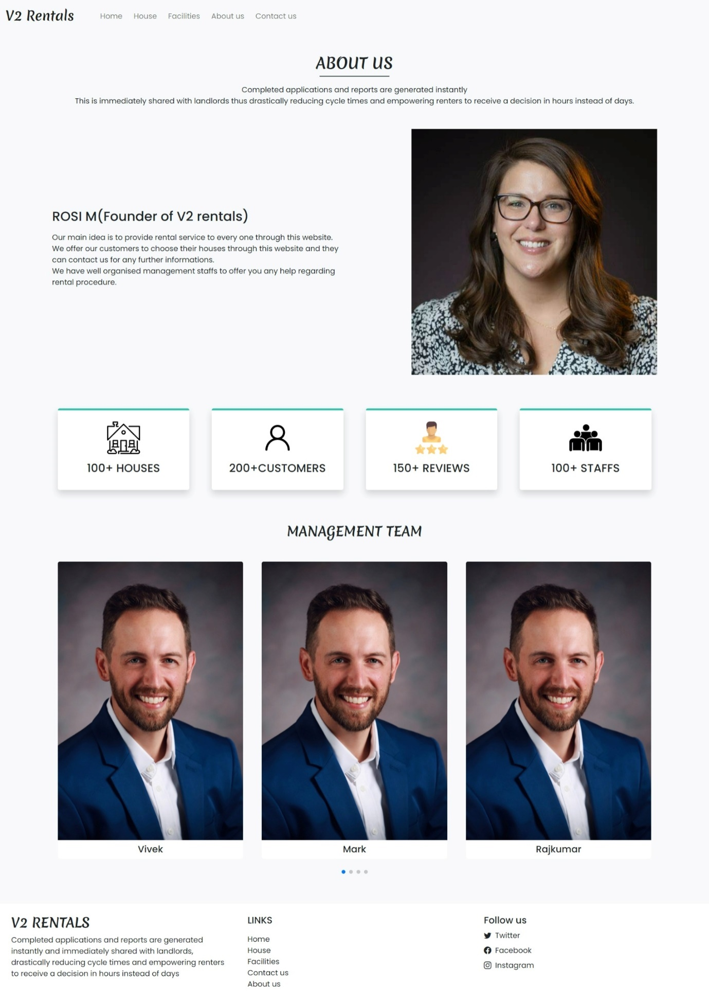 V2 Rentals
Home
House
Facilities
About us
Contact us
ABOUT US
Completed applications and reports are generated instantly
This is immediately shared with landlords thus drastically reducing cycle times and empowering renters to receive a decision in hours instead of days.
ROSI M(Founder of V2 rentals)
Our main idea is to provide rental service to every one through this website.
We offer our customers to choose their houses through this website and they
can contact us for any further informations.
We have well organised management staffs to offer you any help regarding
rental procedure.
100+ HOUSES
200+CUSTOMERS
150+ REVIEWS
100+ STAFFS
MANAGEMENT TEAM
Vivek
Mark
Rajkumar
V2 RENTALS
Completed applications and reports are generated
instantly and immediately shared with landlords,
drastically reducing cycle times and empowering renters
to receive a decision in hours instead of days
LINKS
Home
House
Facilities
Contact us
About us
Follow us
Twitter
Facebook
Instagram